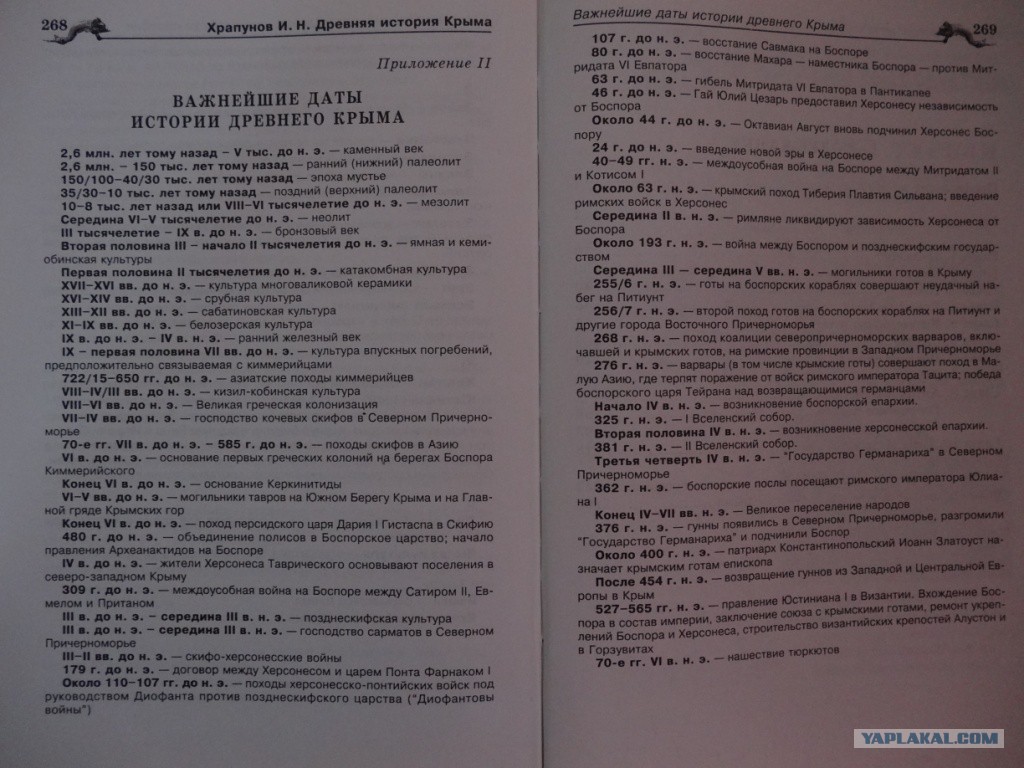 268
Храпунов И. Н. Древняя история Крыма
Приложение II
ВАЖНЕЙШИЕ ДАТЫ
ИСТОРИИ ДРЕВНЕГО КРЫМА
2,6 млн. лет тому назад – V тыс. до н. э. — каменный век
2,6 млн. – 150 тыс. лет тому назад — ранний (нижний) палеолит
150/100–40/30 тыс. лет тому назад — эпоха мустье
35/30–10 тыс. лет тому назад — поздний (верхний) палеолит
10–8 тыс. лет назад или VIII–VI тысячелетие до н. э. — мезолит
Середина VI–V тысячелетие до н. э. — неолит
III тысячелетие – IX в. до н. э. — бронзовый век
Вторая половина III – начало II тысячелетия до н. э. — ямная и кеми-
обинская культуры
Первая половина II тысячелетия до н. э. — катакомбная культура
XVII–XVI вв. до н. э. — культура многоваликовой керамики
XVI–XIV вв. до н. э. — срубная культура
XIII–XII вв. до н. э. — сабатиновская культура
XI–IX вв. до н. э. — белозерская культура
IX в. до н. э. – IV в. н. э. — ранний железный век
IX – первая половина VII вв. до н. э. — культура впускных погребений,
предположительно связываемая с киммерийцами
722/15–650 гг. до н. э. — азиатские походы киммерийцев
VIII–IV/III вв. до н. э. — кизил-кобинская культура
VIII–VI вв. до н. э. — Великая греческая колонизация
VII–IV вв. до н. э. — господство кочевых скифов в Северном Причерно-
морье
70-е гг. VII в. до н. э. – 585 г. до н. э. — походы скифов в Азию
VI в. до н. э. — основание первых греческих колоний на берегах Боспора
Киммерийского
Конец VI в. до н. э. — основание Керкинитиды
VI–V вв. до н. э. — могильники тавров на Южном Берегу Крыма и на Глав-
ной гряде Крымских гор
Конец VI в. до н. э. — поход персидского царя Дария I Гистаспа в Скифию
480 г. до н. э. — объединение полисов в Боспорское царство; начало
правления Археанактидов на Боспоре
IV в. до н. э. — жители Херсонеса Таврического основывают поселения в
северо-западном Крыму
309 г. до н. э. — междоусобная война на Боспоре между Сатиром II, Ев-
мелом и Пританом
III в. до н. э. – середина III в. н. э. — позднескифская культура
III в. до н. э. – середина III в. н. э. — господство сарматов в Северном
Причерноморье
III–II вв. до н. э. — скифо-херсонесские войны
179 г. до н. э. — договор между Херсонесом и царем Понта Фарнаком I
Около 110–107 гг. до н. э. — походы херсонесско-понтийских войск под
руководством Диофанта против позднескифского царства ("Диофантовы
войны")
Важнейшие даты истории древнего Крыма
269
107 г. до н. э. — восстание Савмака на Боспоре
80 г. до н. э. — восстание Махара — наместника Боспора — против Мит-
ридата VI Евпатора
63 г. до н. э. — гибель Митридата VI Евпатора в Пантикапее
46 г. до н. э. — Гай Юлий Цезарь предоставил Херсонесу независимость
от Боспора
Около 44 г. до н. э. — Октавиан Август вновь подчинил Херсонес Бос-
пору
24 г. до н. э. — введение новой эры в Херсонесе
40–49 гг. н. э. — междоусобная война на Боспоре между Митридатом II
и Котисом I
Около 63 г. н. э. — крымский поход Тиберия Плавтия Сильвана; введение
римских войск в Херсонес
Середина II в. н. э. — римляне ликвидируют зависимость Херсонеса от
Боспора
Около 193 г. н. э. — война между Боспором и позднескифским государ-
ством
Середина III — середина V вв. н. э. — могильники готов в Крыму
255/6 г. н. э. — готы на боспорских кораблях совершают неудачный на-
бег на Питиунт
256/7 г. н. э. — второй поход готов на боспорских кораблях на Питиунт и
другие города Восточного Причерноморья
268 г. н. э. — поход коалиции северопричерноморских варваров, вклю-
чавшей и крымских готов, на римские провинции в Западном Причерноморье
276 г. н. э. — варвары (в том числе крымские готы) совершают поход в Ма-
лую Азию, где терпят поражение от войск римского императора Тацита; победа
боспорского царя Тейрана над возвращающимися германцами
Начало IV в. н. э. — возникновение боспорской епархии.
325 г. н. э. — I Вселенский собор.
Вторая половина IV в. н. э. — возникновение херсонесской епархии.
381 г. н. э. — II Вселенский собор.
Третья четверть IV в. н. э. — "Государство Германариха" в Северном
Причерноморье
362 г. н. э. — боспорские послы посещают римского императора Юлиа-
на I
Конец IV–VII вв. н. э. — Великое переселение народов
376 г. н. э. — гунны появились в Северном Причерноморье, разгромили
"Государство Германариха" и подчинили Боспор
Около 400 г. н. э. — патриарх Константинопольский Иоанн Златоуст на-
значает крымским готам епископа
После 454 г. н. э. — возвращение гуннов из Западной и Центральной Ев-
ропы в Крым
527–565 гг. н. э. — правление Юстиниана I в Византии. Вхождение Бос-
пора в состав империи, заключение союза с крымскими готами, ремонт укреп-
лений Боспора и Херсонеса, строительство византийских крепостей Алустон и
в Горзувитах
70-е гг. VI в. н. э. — нашествие тюркютов
YAPLAKAL.COM